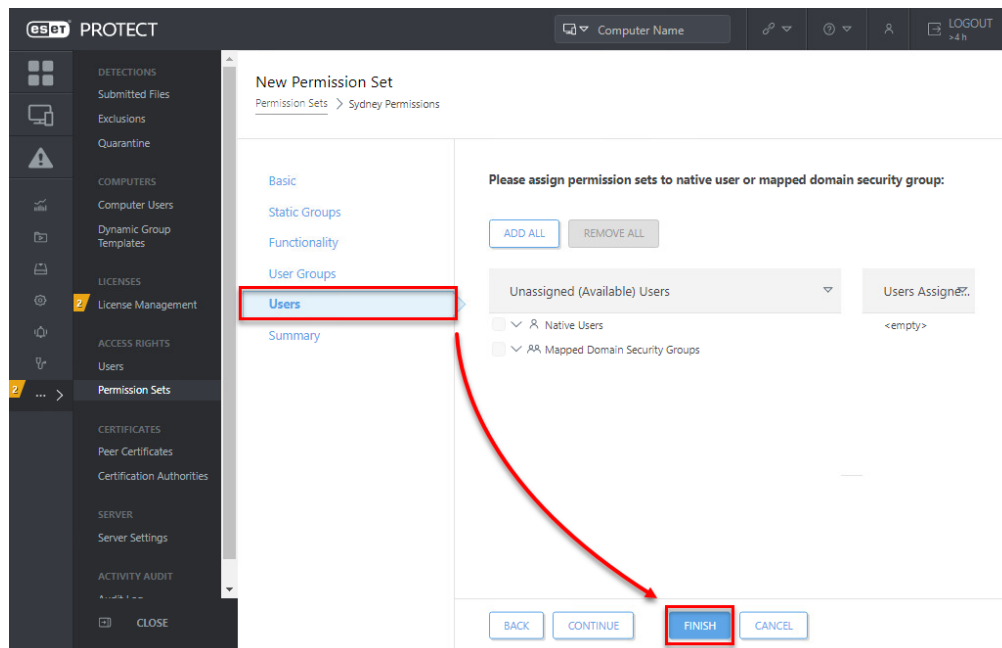 eseT PROTECT
Computer Name
LOGOUT
>4 h
DETECTIONS
Submitted Files
Exclusions
Quarantine
COMPUTERS
Computer Users
Dynamic Group
Templates
LICENSES
2 License Management
ACCESS RIGHTS
Users
2 ... >
Permission Sets
CERTIFICATES
Peer Certificates
Certification Authorities
SERVER
Server Settings
ACTIVITY AUDIT
Audit Log
CLOSE
New Permission Set
Permission Sets > Sydney Permissions
Basic
Static Groups
Functionality
User Groups
Users
Summary
Please assign permission sets to native user or mapped domain security group:
ADD ALL REMOVE ALL
Unassigned (Available) Users
Native Users
Mapped Domain Security Groups
Users Assigne...
<empty>
BACK CONTINUE FINISH CANCEL